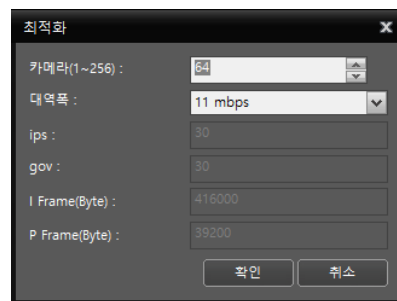 최적화 x
카메라(1~256) : 64
대역폭 : 11 mbps
ips : 30
gov : 30
I Frame(Byte) : 416000
P Frame(Byte) : 39200
확인 취소